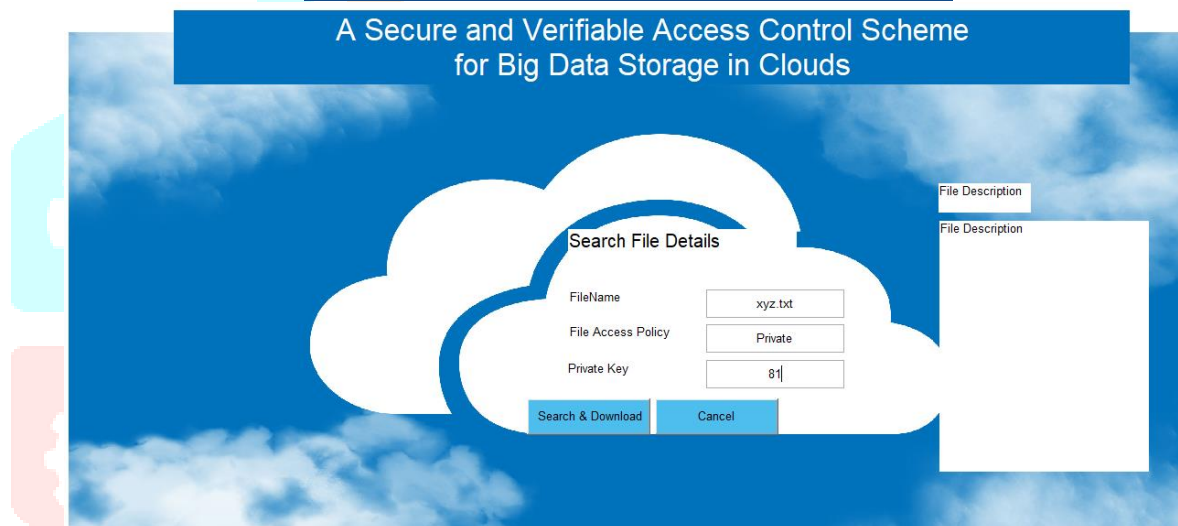 A Secure and Verifiable Access Control Scheme
for Big Data Storage in Clouds
File Description
File Description
Search File Details
FileName
xyz.txt
File Access Policy
Private
Private Key
81
Search & Download
Cancel